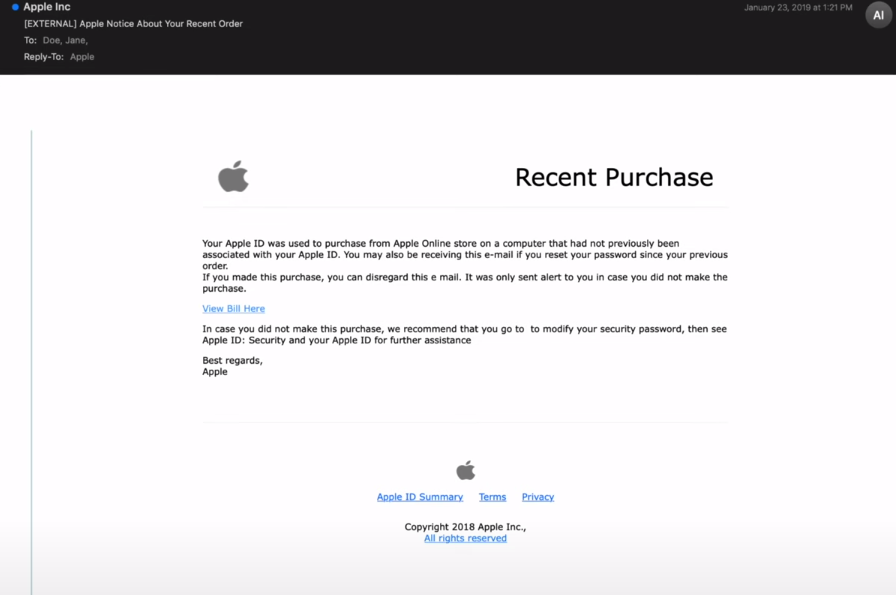 Apple Inc
January 23, 2019 at 1:21 PM
AI
[EXTERNAL] Apple Notice About Your Recent Order
To: Doe, Jane,
Reply-To: Apple
Recent Purchase
Your Apple ID was used to purchase from Apple Online store on a computer that had not previously been
associated with your Apple ID. You may also be receiving this e-mail if you reset your password since your previous
order.
If you made this purchase, you can disregard this e mail. It was only sent alert to you in case you did not make the
purchase.
View Bill Here
In case you did not make this purchase, we recommend that you go to  to modify your security password, then see
Apple ID: Security and your Apple ID for further assistance
Best regards,
Apple
Apple ID Summary Terms Privacy
Copyright 2018 Apple Inc.,
All rights reserved